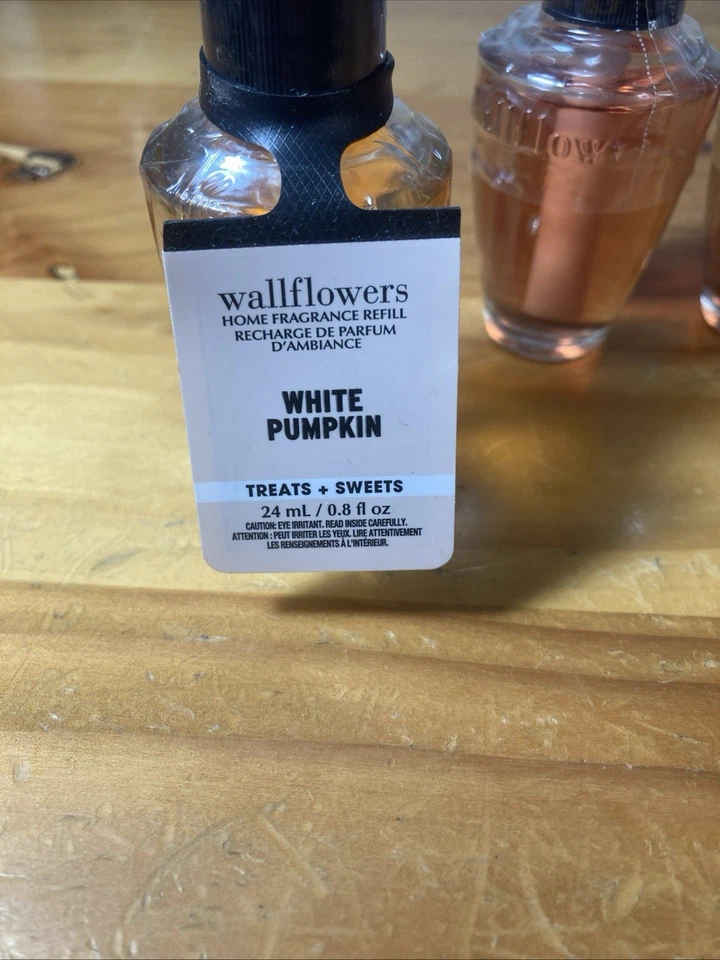 wallflowers
HOME FRAGRANCE REFILL
RECHARGE DE PARFUM
D'AMBIANCE
WHITE
PUMPKIN
TREATS + SWEETS
24 mL / 0.8 fl oz
CAUTION: EYE IRRITANT. READ INSIDE CAREFULLY.
ATTENTION : PEUT IRRITER LES YEUX. LIRE ATTENTIVEMENT
LES RENSEIGNEMENTS À L'INTÉRIEUR.